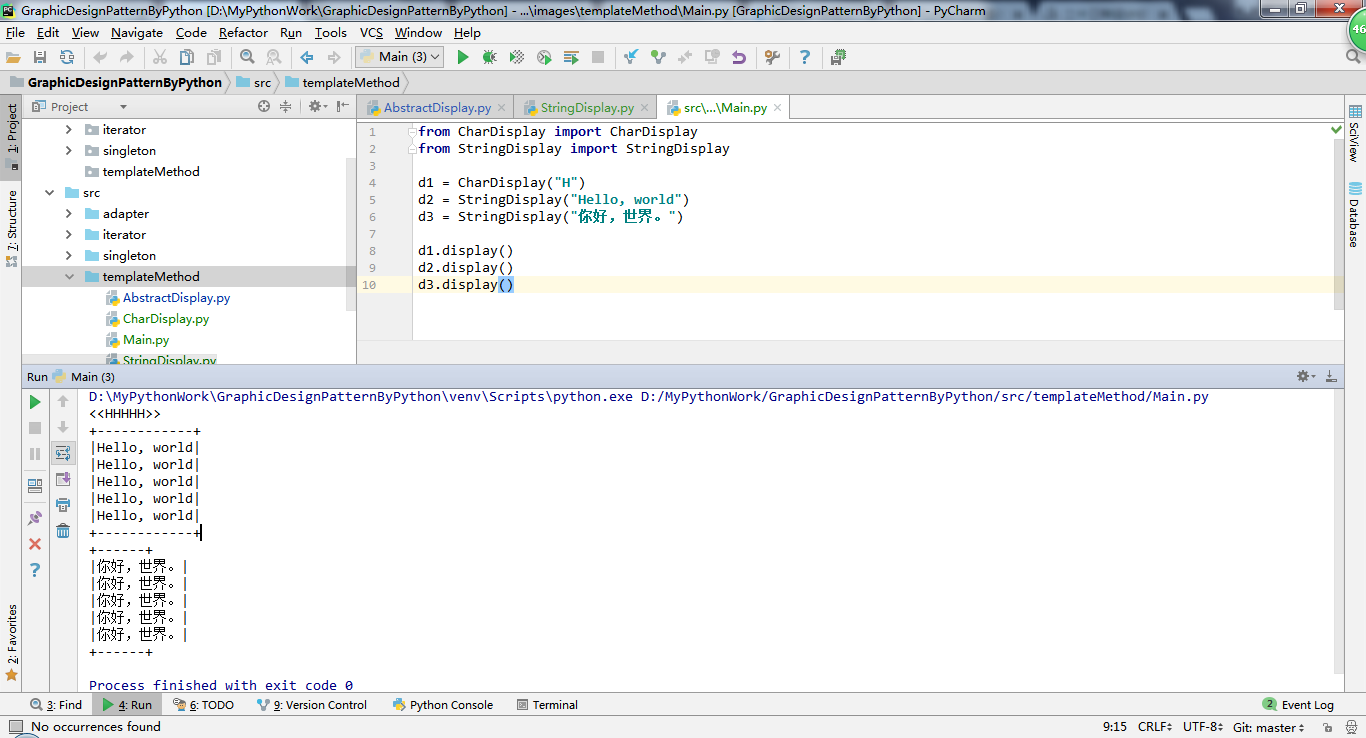 GraphicDesignPatternByPython [D:\MyPythonWork\GraphicDesignPatternByPython] - ...\images\templateMethod\Main.py [GraphicDesignPatternByPython] - PyCharm
File Edit View Navigate Code Refactor Run Tools VCS Window Help
46
Main (3)
GraphicDesignPatternByPython src templateMethod
1: Project
7: Structure
2: Favorites
Project
iterator
singleton
templateMethod
src
adapter
iterator
singleton
templateMethod
AbstractDisplay.py
CharDisplay.py
Main.py
StringDisplay.py
AbstractDisplay.py StringDisplay.py src\...\Main.py
1 from CharDisplay import CharDisplay
2 from StringDisplay import StringDisplay
3
4 d1 = CharDisplay("H")
5 d2 = StringDisplay("Hello, world")
6 d3 = StringDisplay("你好，世界。")
7
8 d1.display()
9 d2.display()
10 d3.display()
SciView
Database
Run Main (3)
D:\MyPythonWork\GraphicDesignPatternByPython\venv\Scripts\python.exe D:/MyPythonWork/GraphicDesignPatternByPython/src/templateMethod/Main.py
<<HHHHH>>
+------------+
|Hello, world|
|Hello, world|
|Hello, world|
|Hello, world|
|Hello, world|
+------------+
+------+
|你好，世界。|
|你好，世界。|
|你好，世界。|
|你好，世界。|
|你好，世界。|
+------+
Process finished with exit code 0
3: Find 4: Run 6: TODO 9: Version Control Python Console Terminal 2 Event Log
No occurrences found 9:15 CRLF UTF-8 Git: master